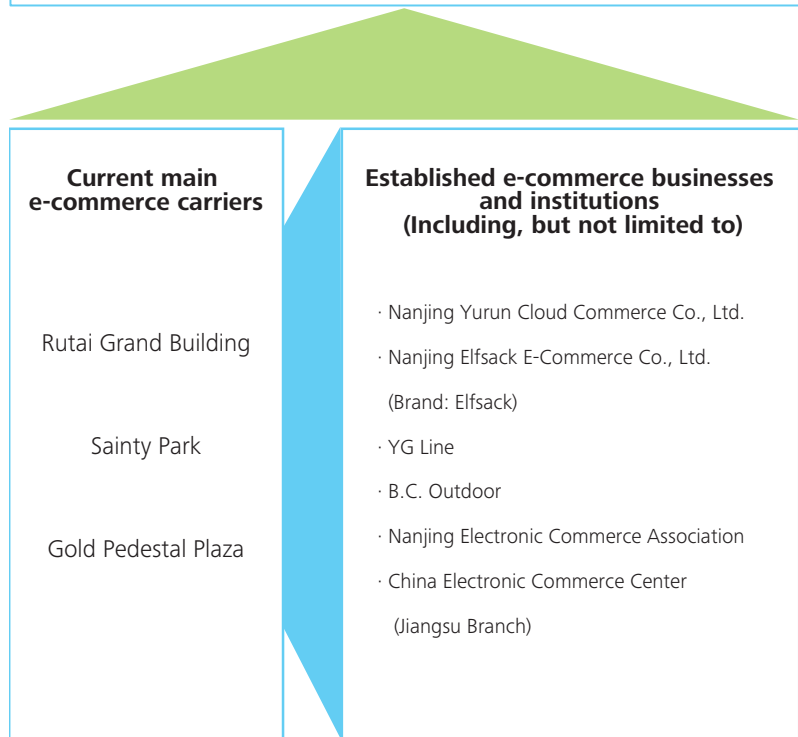 Current main
e-commerce carriers
Rutai Grand Building
Sainty Park
Gold Pedestal Plaza
Established e-commerce businesses
and institutions
(Including, but not limited to)
· Nanjing Yurun Cloud Commerce Co., Ltd.
· Nanjing Elfsack E-Commerce Co., Ltd.
(Brand: Elfsack)
· YG Line
· B.C. Outdoor
· Nanjing Electronic Commerce Association
· China Electronic Commerce Center
(Jiangsu Branch)